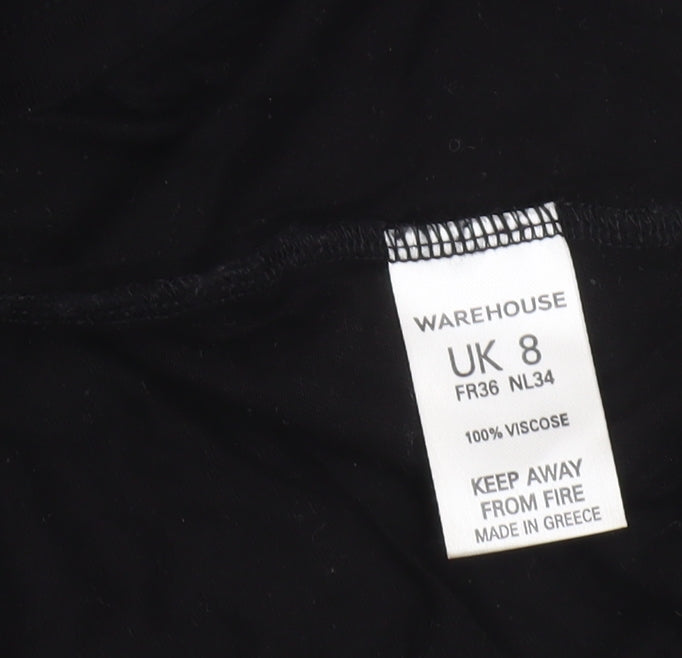 WAREHOUSE
UK 8
FR36 NL34
100% VISCOSE
KEEP AWAY
FROM FIRE
MADE IN GREECE